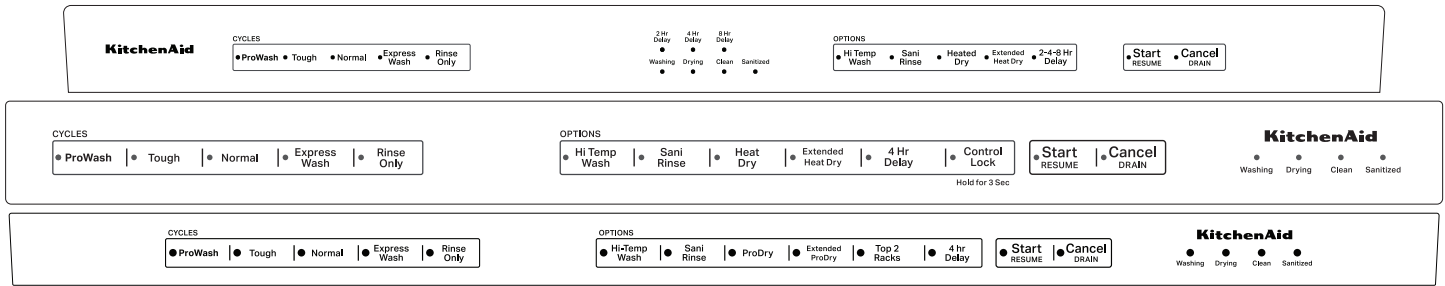 KitchenAid
CYCLES
ProWash Tough Normal Express Wash Rinse Only
2 Hr Delay 4 Hr Delay 8 Hr Delay
Washing Drying Clean Sanitized
OPTIONS
Hi Temp Wash Sani Rinse Heated Dry Extended Heat Dry 2-4-8 Hr Delay
Start RESUME Cancel DRAIN
CYCLES
ProWash Tough Normal Express Wash Rinse Only
OPTIONS
Hi Temp Wash Sani Rinse Heat Dry Extended Heat Dry 4 Hr Delay Control Lock
Hold for 3 Sec
Start RESUME Cancel DRAIN
KitchenAid
Washing Drying Clean Sanitized
CYCLES
ProWash Tough Normal Express Wash Rinse Only
OPTIONS
Hi-Temp Wash Sani Rinse ProDry Extended ProDry Top 2 Racks 4 hr Delay
Start RESUME Cancel DRAIN
KitchenAid
Washing Drying Clean Sanitized